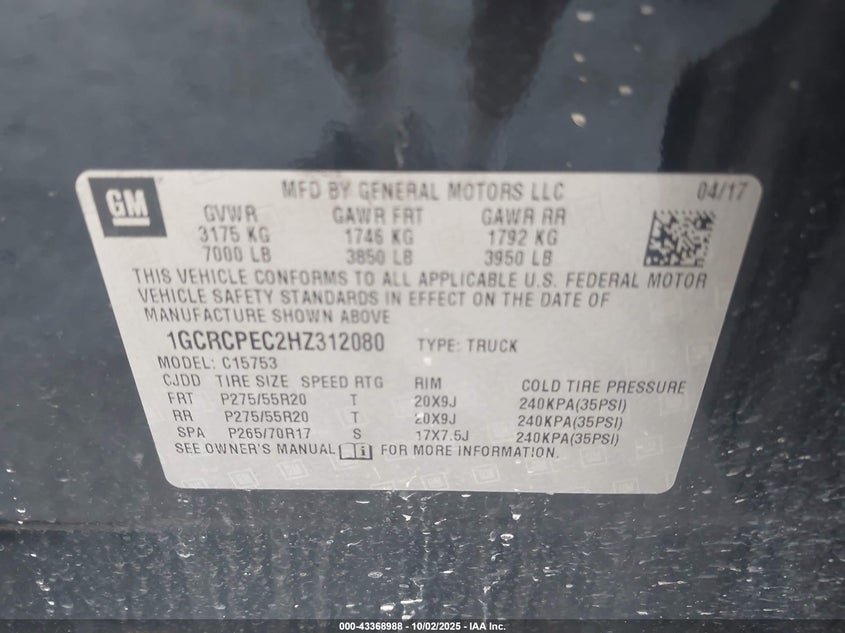 GM
MFD BY GENERAL MOTORS LLC 04/17
GVWR GAWR FRT GAWR RR
3175 KG 1746 KG 1792 KG
7000 LB 3850 LB 3950 LB
THIS VEHICLE CONFORMS TO ALL APPLICABLE U.S. FEDERAL MOTOR
VEHICLE SAFETY STANDARDS IN EFFECT ON THE DATE OF
MANUFACTURE SHOWN ABOVE
1GCRCPEC2HZ312080 TYPE: TRUCK
MODEL: C15753
CJDD TIRE SIZE SPEED RTG RIM COLD TIRE PRESSURE
FRT P275/55R20 T 20X9J 240KPA(35PSI)
RR P275/55R20 T 20X9J 240KPA(35PSI)
SPA P265/70R17 S 17X7.5J 240KPA(35PSI)
SEE OWNER'S MANUAL FOR MORE INFORMATION.
000-43368988 - 10/02/2025 - IAA Inc.